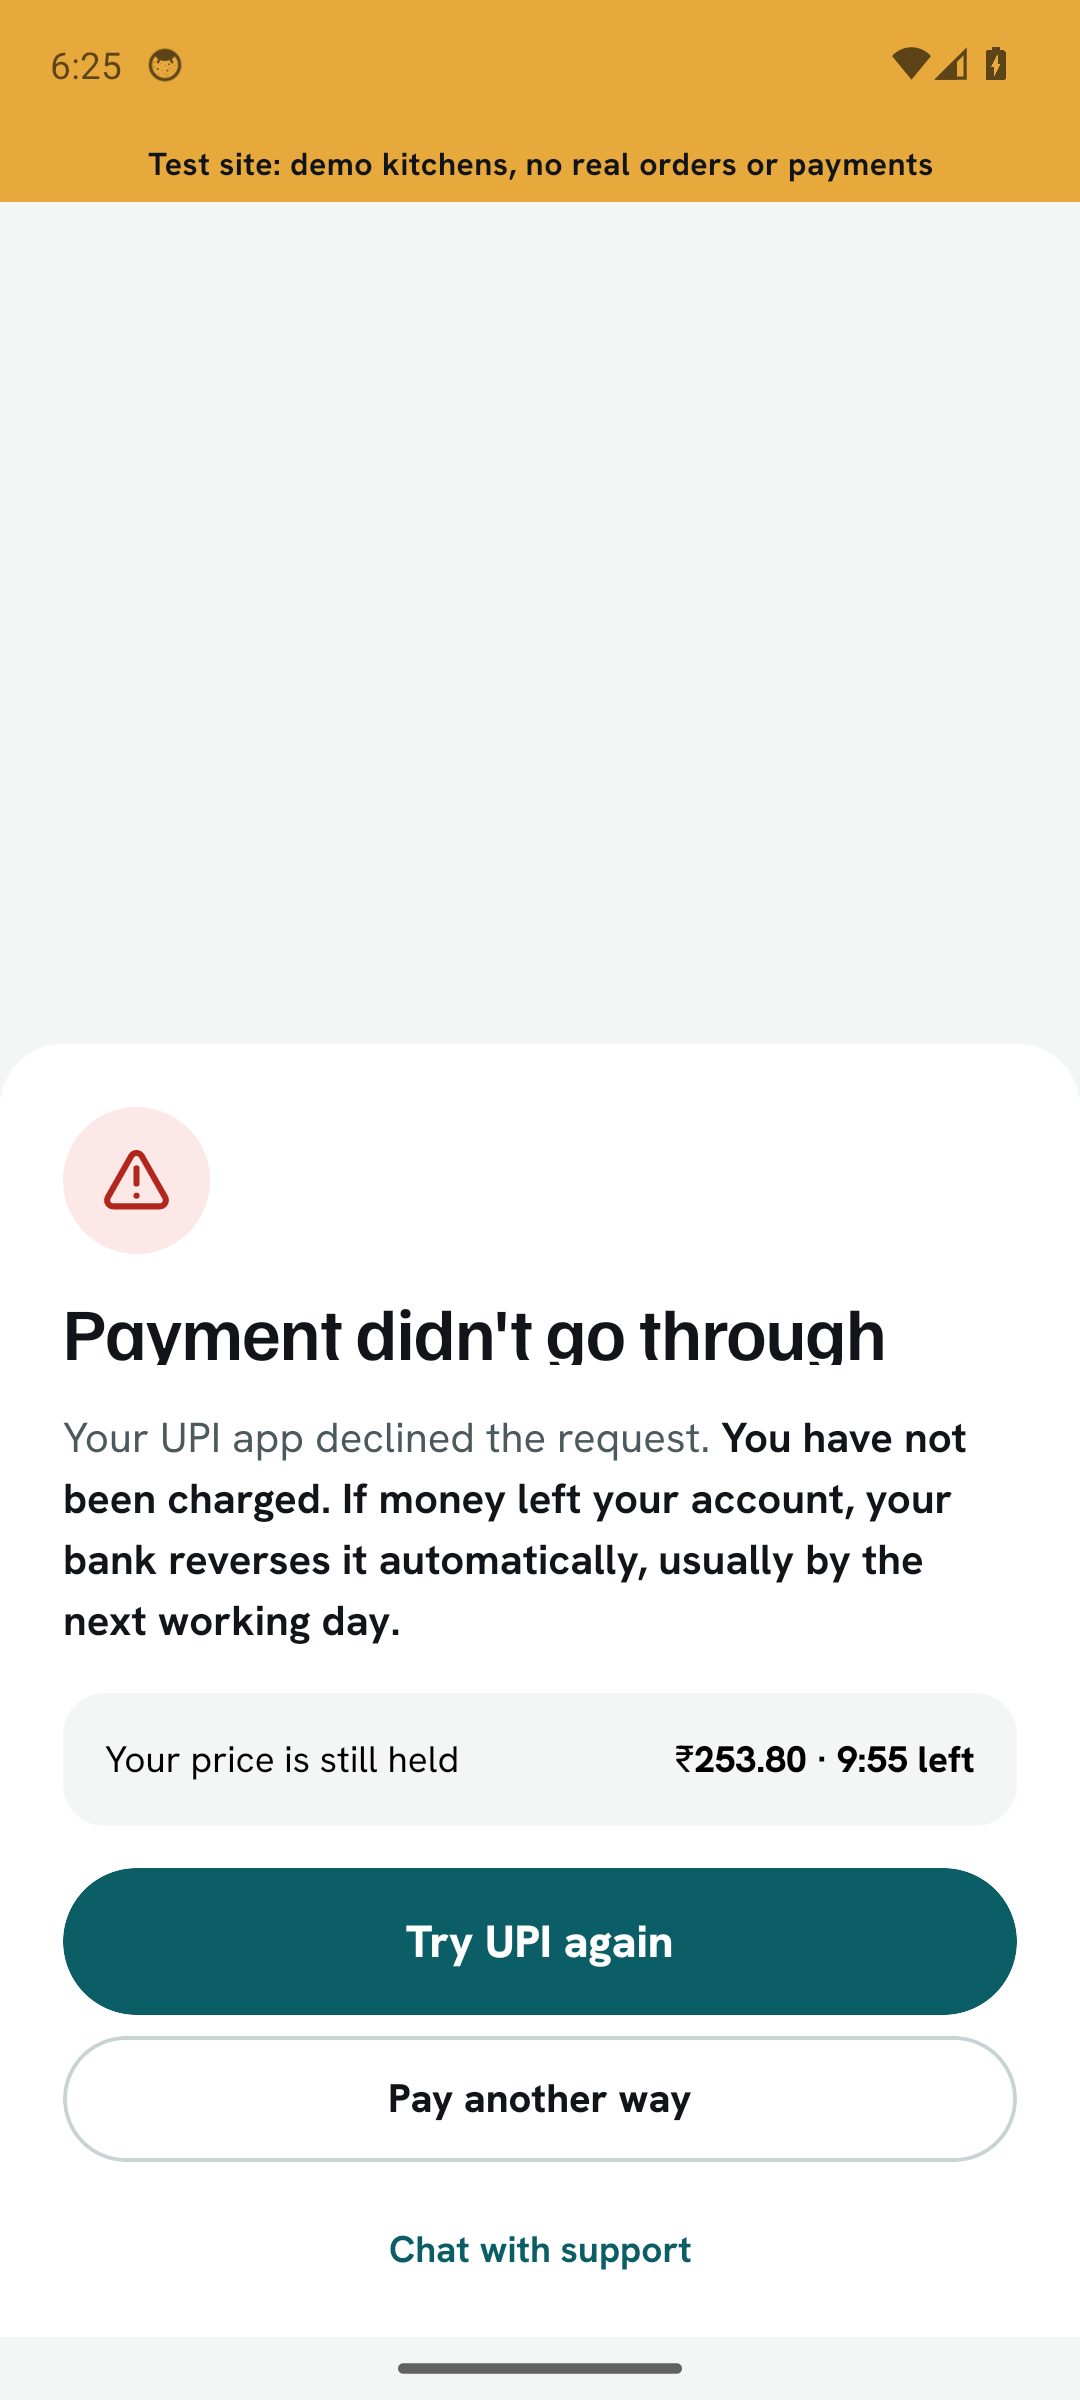 6:25
Test site: demo kitchens, no real orders or payments
Payment didn't go through
Your UPI app declined the request. You have not
been charged. If money left your account, your
bank reverses it automatically, usually by the
next working day.
Your price is still held ₹253.80 · 9:55 left
Try UPI again
Pay another way
Chat with support